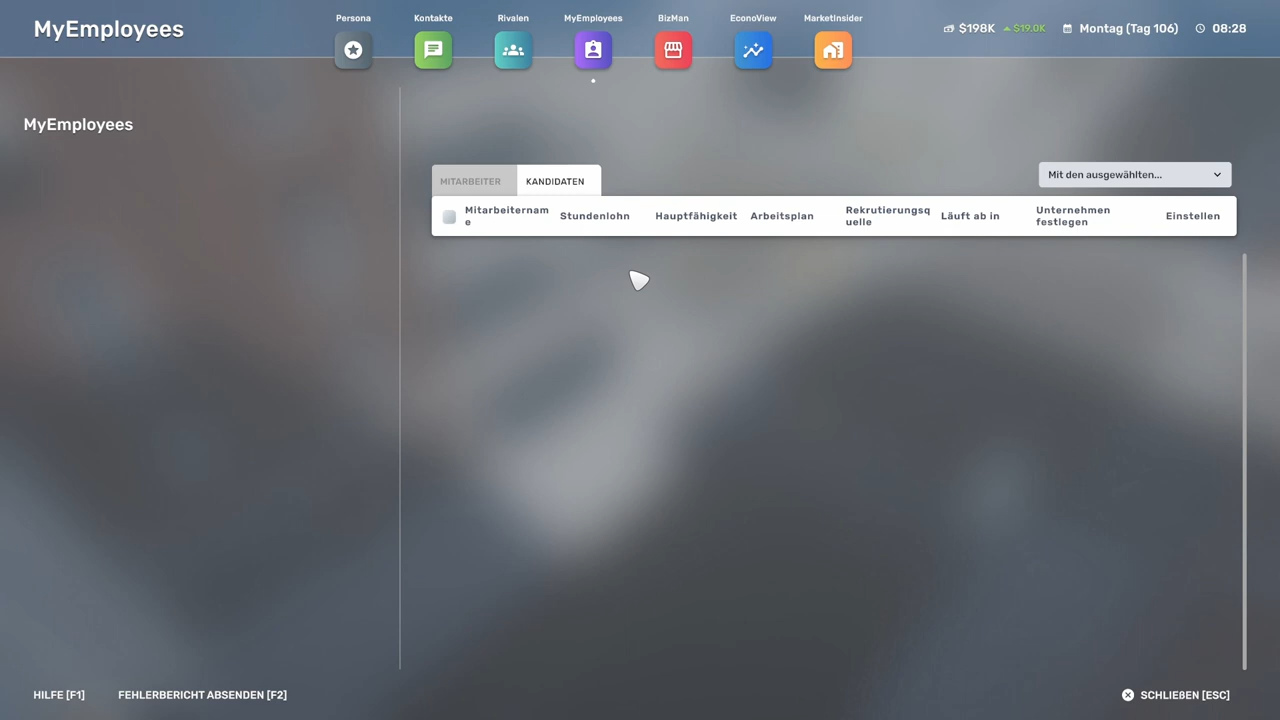 MyEmployees
Persona
Kontakte
Rivalen
MyEmployees
BizMan
EconoView
MarketInsider
$198K
$19.0K
Montag (Tag 106)
08:28
MyEmployees
MITARBEITER
KANDIDATEN
Mit den ausgewählten...
Mitarbeiternam
e
Stundenlohn
Hauptfähigkeit
Arbeitsplan
Rekrutierungsq
uelle
Läuft ab in
Unternehmen
festlegen
Einstellen
HILFE [F1]
FEHLERBERICHT ABSENDEN [F2]
SCHLIEßEN [ESC]